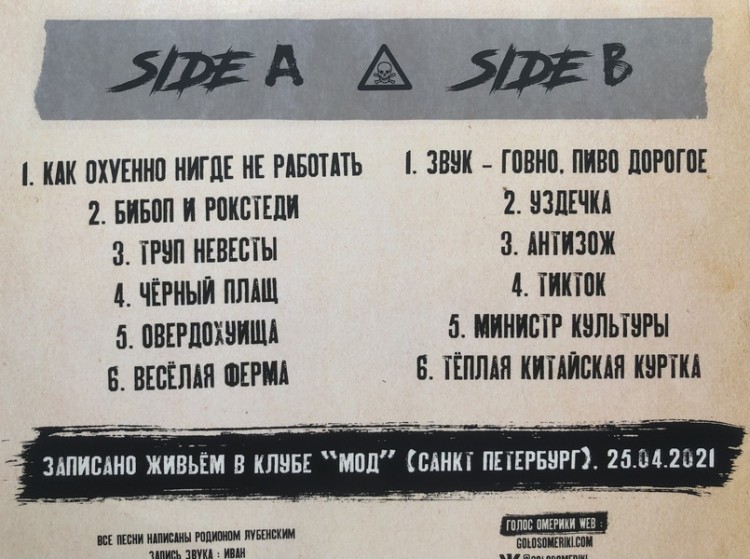 SIDE A
SIDE B
1. КАК ОХУЕННО НИГДЕ НЕ РАБОТАТЬ
2. БИБОП И РОКСТЕДИ
3. ТРУП НЕВЕСТЫ
4. ЧЁРНЫЙ ПЛАЩ
5. ОВЕРДОХУИЩА
6. ВЕСЁЛАЯ ФЕРМА
1. ЗВУК - ГОВНО, ПИВО ДОРОГОЕ
2. УЗДЕЧКА
3. АНТИЗОЖ
4. ТИКТОК
5. МИНИСТР КУЛЬТУРЫ
6. ТЁПЛАЯ КИТАЙСКАЯ КУРТКА
ЗАПИСАНО ЖИВЬЁМ В КЛУБЕ "МОД" (САНКТ ПЕТЕРБУРГ). 25.04.2021
ВСЕ ПЕСНИ НАПИСАНЫ РОДИОНОМ ЛУБЕНСКИМ
ЗАПИСЬ ЗВУКА : ИВАН
ГОЛОС ОМЕРИКИ WEB :
GOLOSOMERIKI.COM
@GOLOSOMERIKI